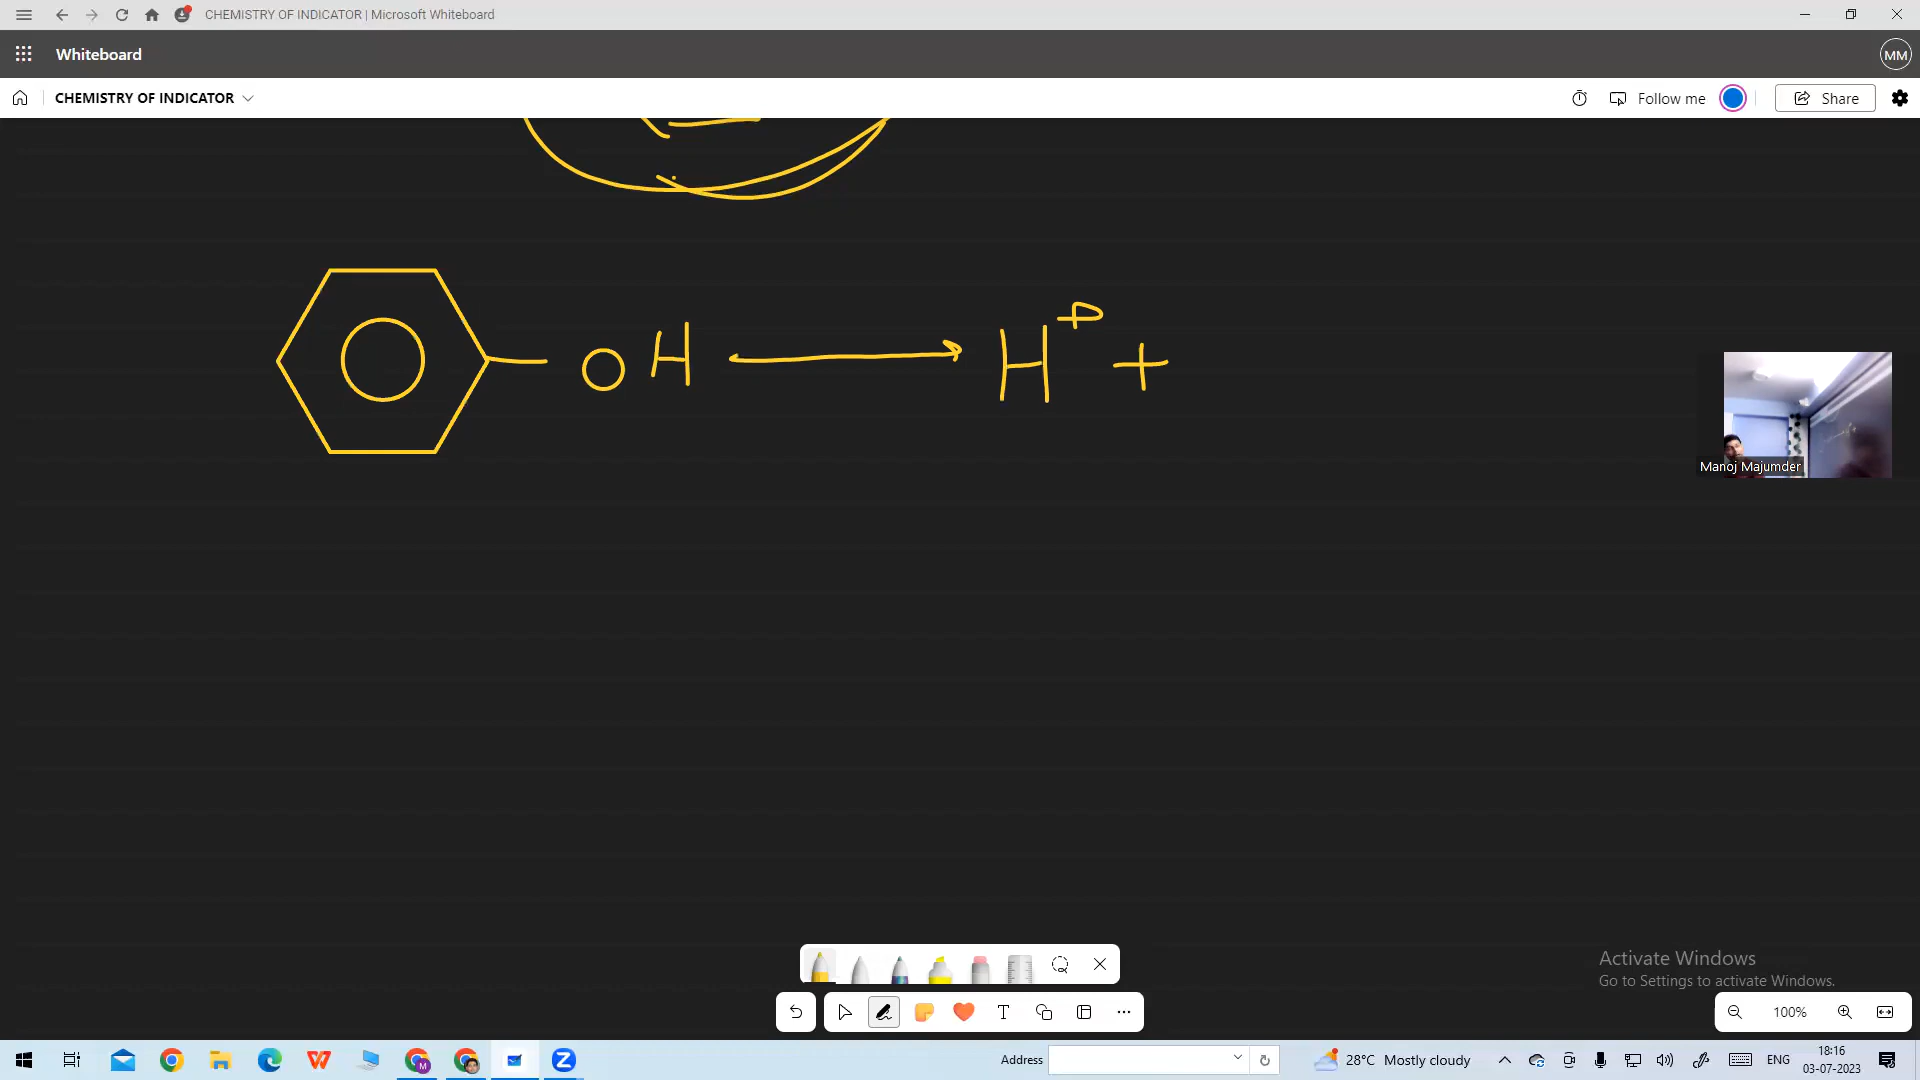 CHEMISTRY OF INDICATOR | Microsoft Whiteboard
Whiteboard
MM
CHEMISTRY OF INDICATOR
Follow me
Share
OH → H⁺ +
Manoj Majumder
Activate Windows
Go to Settings to activate Windows.
T
100%
Address
28°C Mostly cloudy
ENG
18:16
03-07-2023